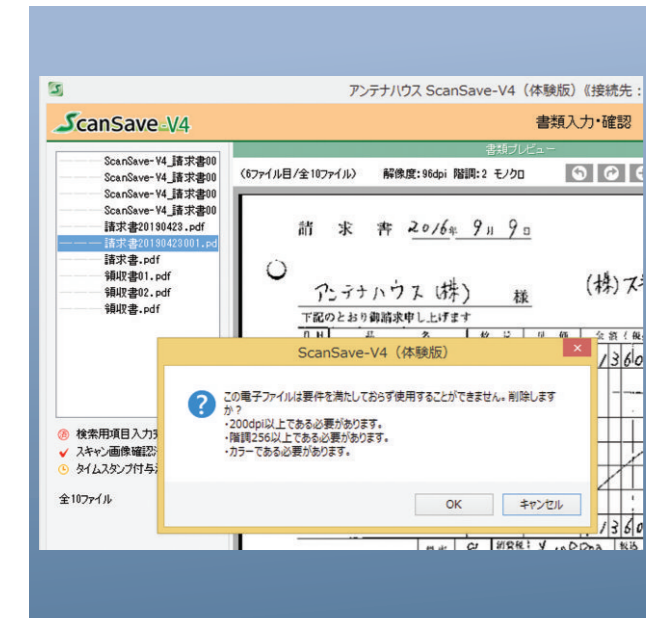 アンテナハウス ScanSave-V4（体験版）《接続先：
ScanSave-V4
書類入力・確認
書類プレビュー
ScanSave-V4_請求書00
ScanSave-V4_請求書00
ScanSave-V4_請求書00
ScanSave-V4_請求書00
請求書20190423.pdf
請求書20190423001.pd
請求書.pdf
領収書01.pdf
領収書02.pdf
領収書.pdf
(6ファイル目/全10ファイル) 解像度:96dpi 階調:2 モノクロ
請求書 2016年 9月 9日
アンテナハウス(株) 様
(株)ス
下記のとおり御請求申し上げます
ScanSave-V4（体験版）
1360
この電子ファイルは要件を満たしておらず使用することができません。削除します
か?
・200dpi以上である必要があります。
・階調256以上である必要があります。
・カラーである必要があります。
OK キャンセル
検索用項目入力
スキャン画像確認
タイムスタンプ付与
全10ファイル
1360